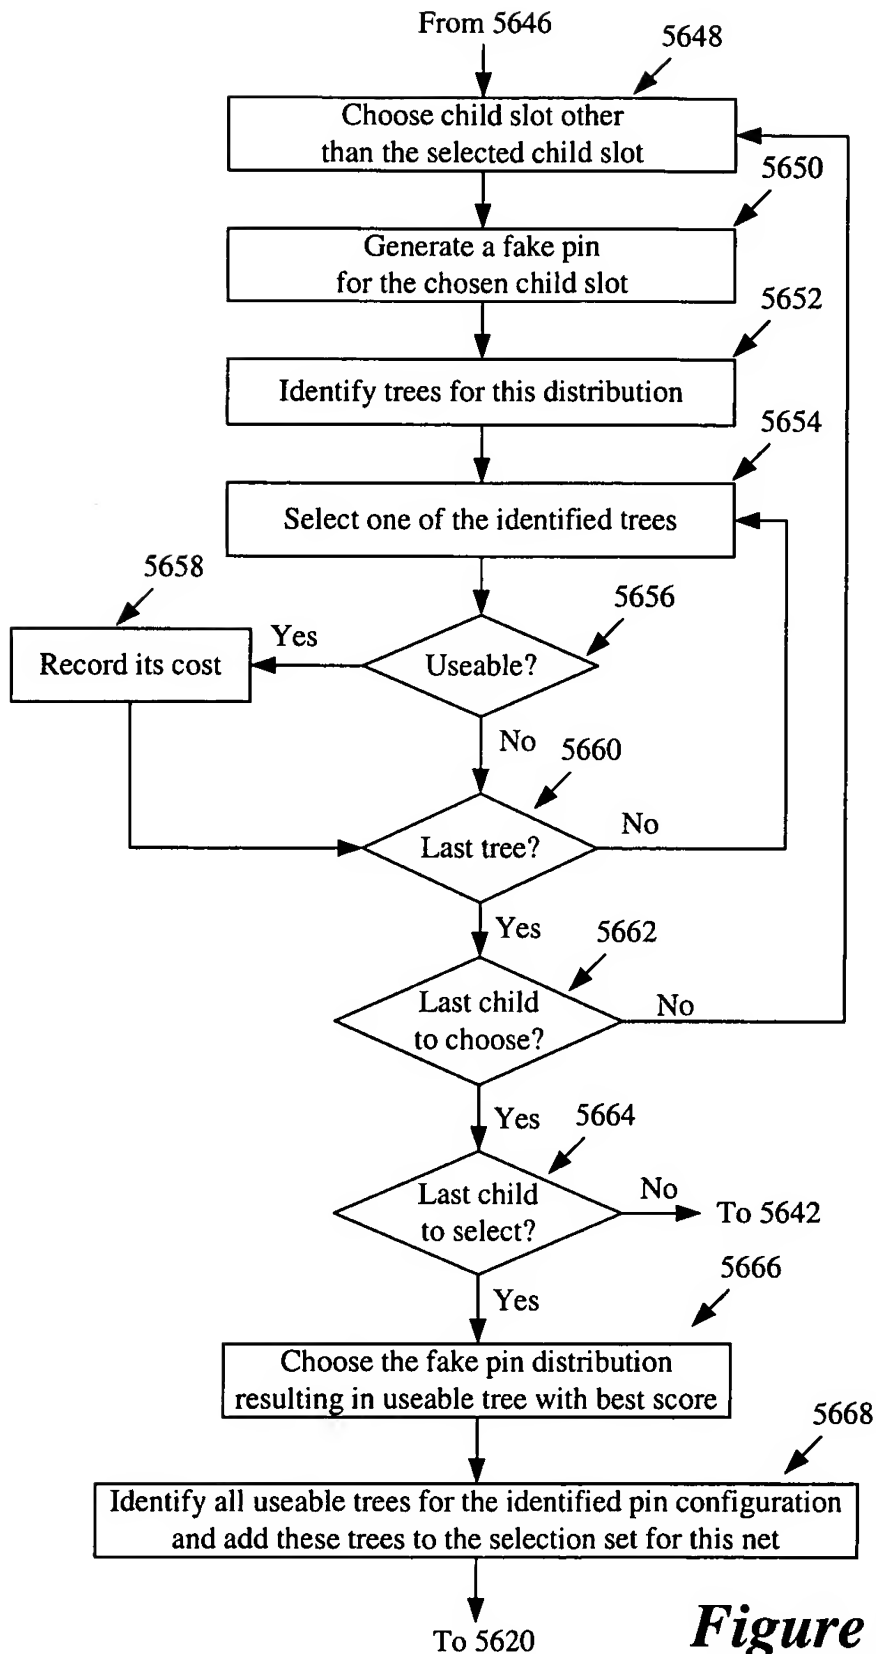 From 5646
5648
Choose child slot other
than the selected child slot
5650
Generate a fake pin
for the chosen child slot
5652
Identify trees for this distribution
5654
Select one of the identified trees
5658
5656
Record its cost
Yes
Useable?
No
5660
Last tree?
No
Yes
5662
Last child
to choose?
No
Yes
5664
Last child
to select?
No
To 5642
5666
Yes
Choose the fake pin distribution
resulting in useable tree with best score
5668
Identify all useable trees for the identified pin configuration
and add these trees to the selection set for this net
To 5620
Figure